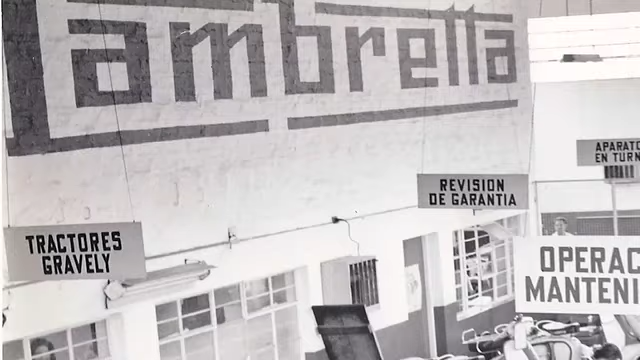 Lambretta
TRACTORES
GRAVELY
REVISION
DE GARANTIA
APARATO
EN TURN
OPERAC
MANTENI